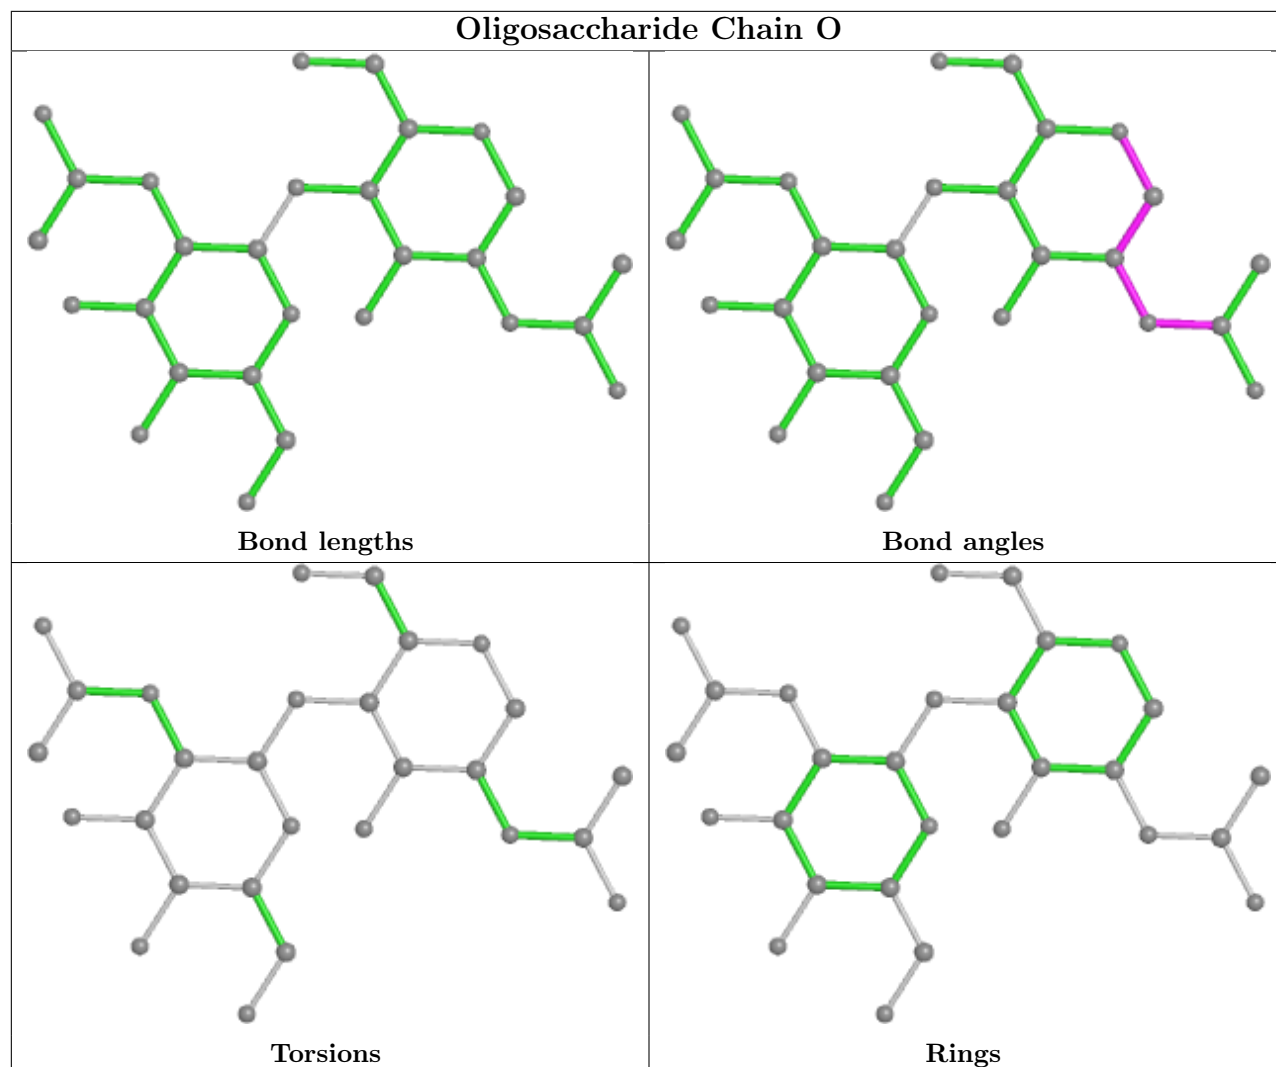 Oligosaccharide Chain O
Bond lengths
Bond angles
Torsions
Rings